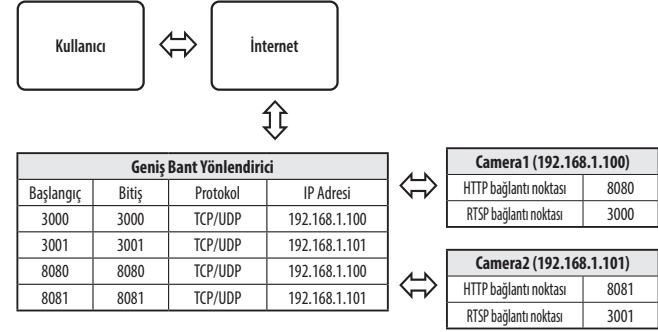 Kullanıcı
İnternet
Geniş Bant Yönlendirici
Başlangıç Bitiş Protokol IP Adresi
3000 3000 TCP/UDP 192.168.1.100
3001 3001 TCP/UDP 192.168.1.101
8080 8080 TCP/UDP 192.168.1.100
8081 8081 TCP/UDP 192.168.1.101
Camera1 (192.168.1.100)
HTTP bağlantı noktası 8080
RTSP bağlantı noktası 3000
Camera2 (192.168.1.101)
HTTP bağlantı noktası 8081
RTSP bağlantı noktası 3001